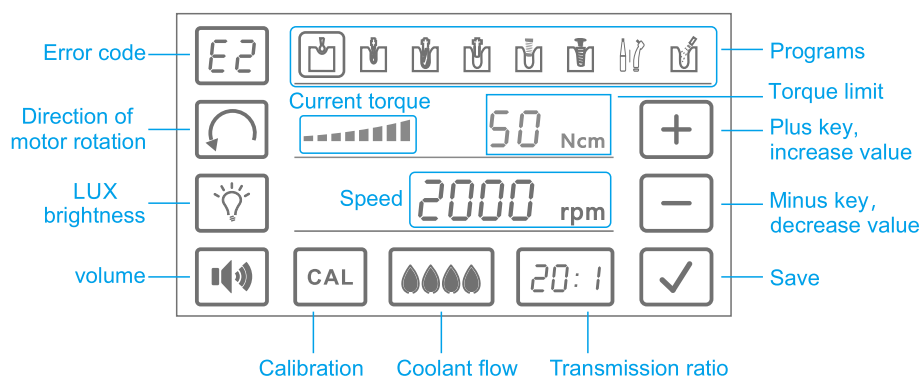 Error code
E2
Programs
Direction of
motor rotation
Current torque
50 Ncm
Torque limit
+
Plus key,
increase value
LUX
brightness
Speed
2000 rpm
−
Minus key,
decrease value
volume
CAL
20:1
Save
Calibration
Coolant flow
Transmission ratio